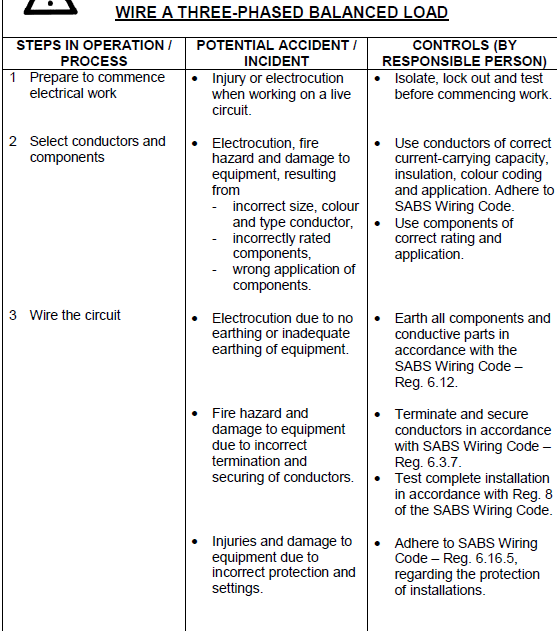 WIRE A THREE-PHASED BALANCED LOAD
STEPS IN OPERATION /
PROCESS
POTENTIAL ACCIDENT /
INCIDENT
CONTROLS (BY
RESPONSIBLE PERSON)
1 Prepare to commence
electrical work
• Injury or electrocution
when working on a live
circuit.
• Isolate, lock out and test
before commencing work.
2 Select conductors and
components
• Electrocution, fire
hazard and damage to
equipment, resulting
from
- incorrect size, colour
and type conductor,
- incorrectly rated
components,
- wrong application of
components.
• Use conductors of correct
current-carrying capacity,
insulation, colour coding
and application. Adhere to
SABS Wiring Code.
• Use components of
correct rating and
application.
3 Wire the circuit
• Electrocution due to no
earthing or inadequate
earthing of equipment.
• Earth all components and
conductive parts in
accordance with the
SABS Wiring Code –
Reg. 6.12.
• Fire hazard and
damage to equipment
due to incorrect
termination and
securing of conductors.
• Terminate and secure
conductors in accordance
with SABS Wiring Code –
Reg. 6.3.7.
• Test complete installation
in accordance with Reg. 8
of the SABS Wiring Code.
• Injuries and damage to
equipment due to
incorrect protection and
settings.
• Adhere to SABS Wiring
Code – Reg. 6.16.5,
regarding the protection
of installations.